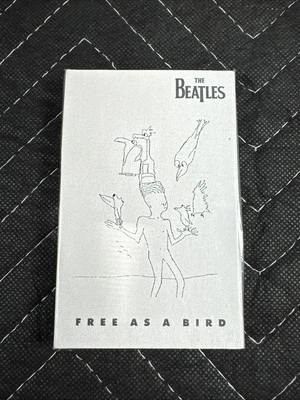 THE
BEATLES
FREE AS A BIRD